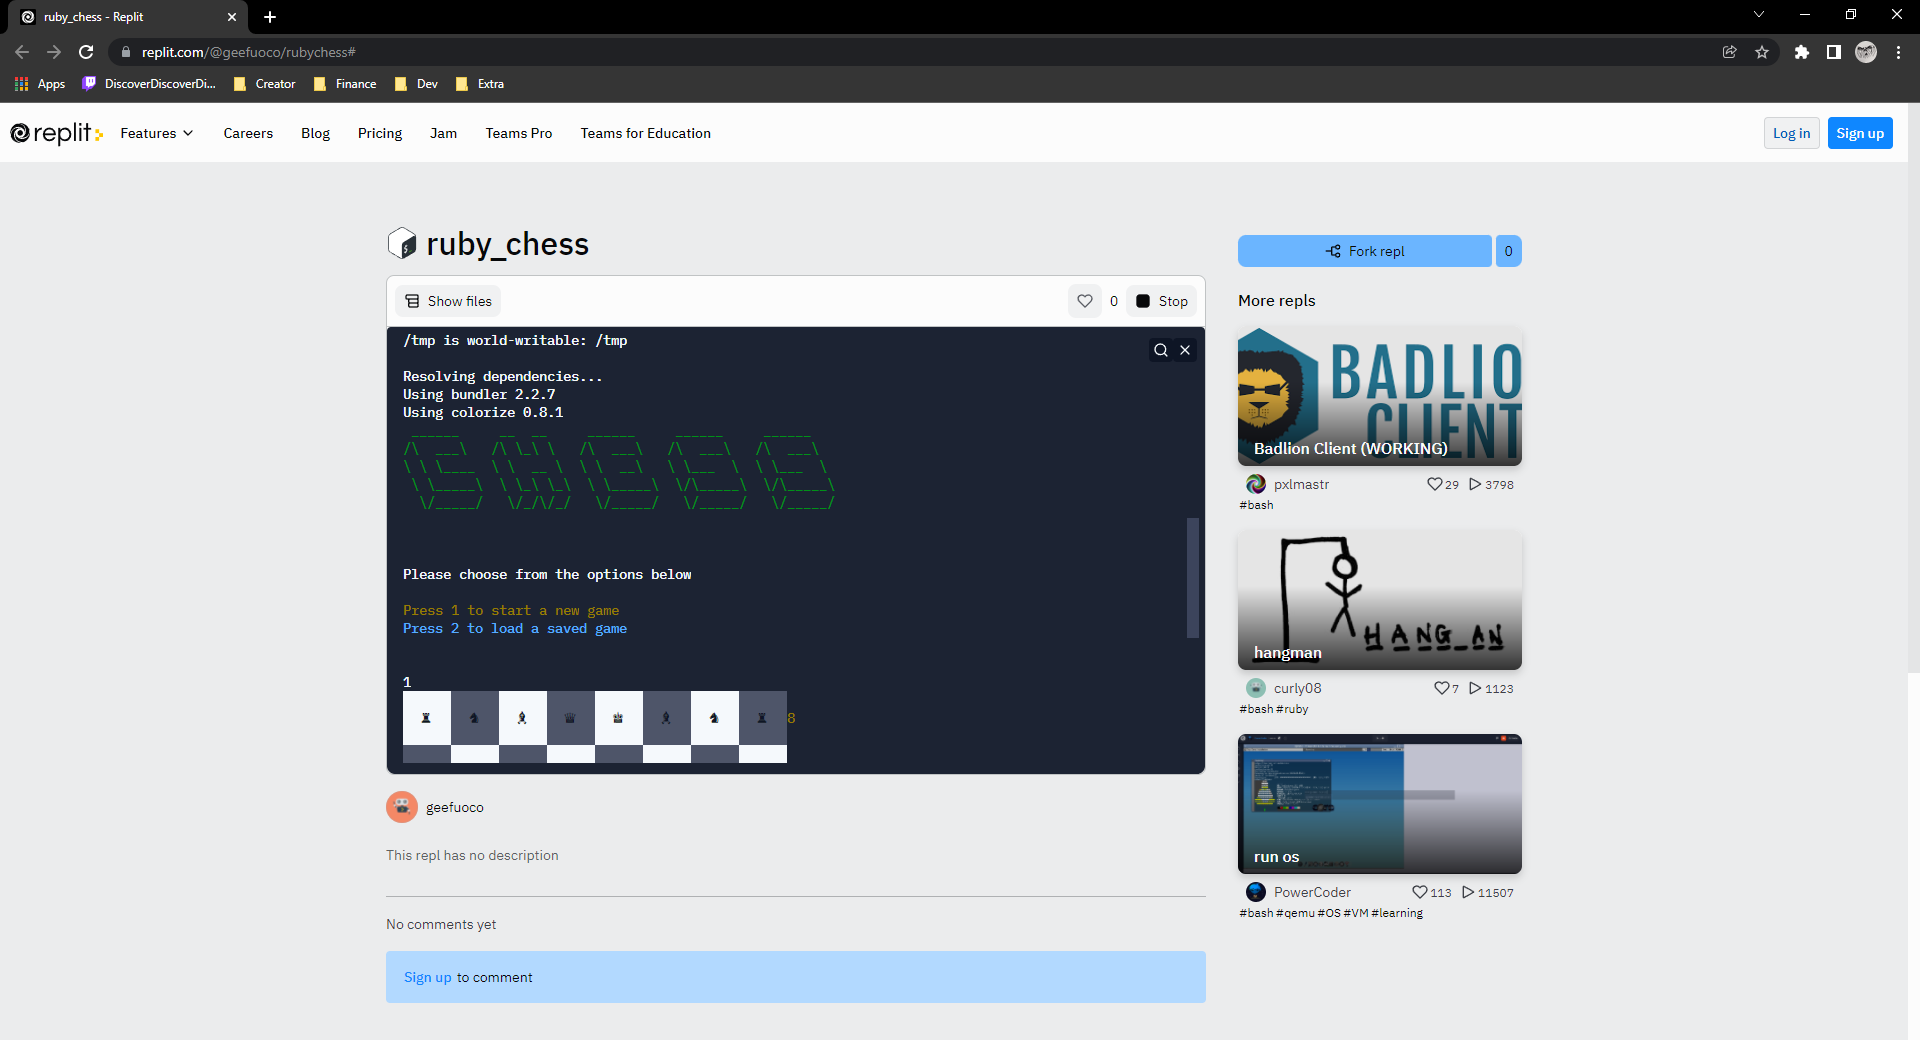 ruby_chess - Replit
replit.com/@geefuoco/rubychess#
Apps
DiscoverDiscoverDi...
Creator
Finance
Dev
Extra
replit
Features
Careers
Blog
Pricing
Jam
Teams Pro
Teams for Education
Log in
Sign up
ruby_chess
Show files
0
Stop
/tmp is world-writable: /tmp
Resolving dependencies...
Using bundler 2.2.7
Using colorize 0.8.1
CHESS
Please choose from the options below
Press 1 to start a new game
Press 2 to load a saved game
1
8
geefuoco
This repl has no description
No comments yet
Sign up to comment
Fork repl
0
More repls
BADLION
CLIENT
Badlion Client (WORKING)
pxlmastr
29
3798
#bash
HANG_AN
hangman
curly08
7
1123
#bash #ruby
run os
PowerCoder
113
11507
#bash #qemu #OS #VM #learning